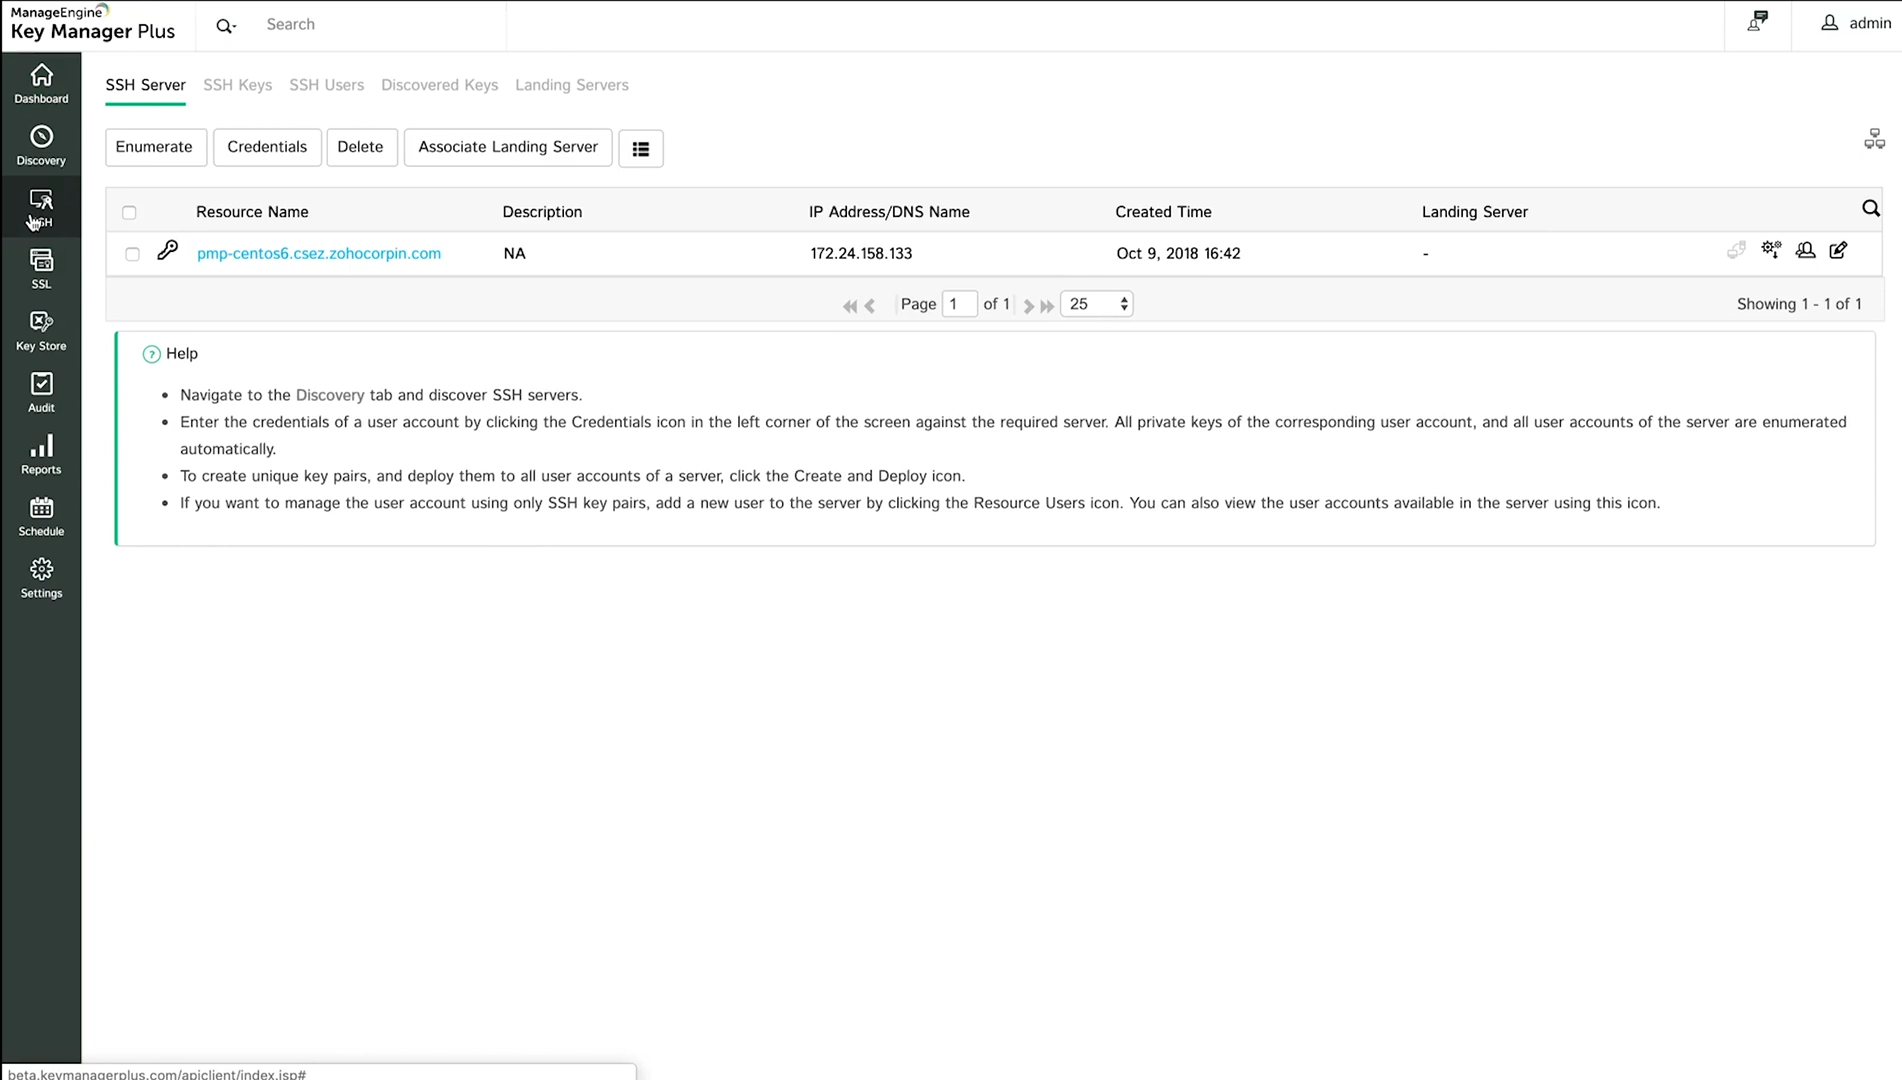 ManageEngine
Key Manager Plus
Search
admin
Dashboard
Discovery
SSL
Key Store
Audit
Reports
Schedule
Settings
SSH Server SSH Keys SSH Users Discovered Keys Landing Servers
Enumerate Credentials Delete Associate Landing Server
Resource Name Description IP Address/DNS Name Created Time Landing Server
pmp-centos6.csez.zohocorpin.com NA 172.24.158.133 Oct 9, 2018 16:42 -
Page 1 of 1 25 Showing 1 - 1 of 1
? Help
• Navigate to the Discovery tab and discover SSH servers.
• Enter the credentials of a user account by clicking the Credentials icon in the left corner of the screen against the required server. All private keys of the corresponding user account, and all user accounts of the server are enumerated
automatically.
• To create unique key pairs, and deploy them to all user accounts of a server, click the Create and Deploy icon.
• If you want to manage the user account using only SSH key pairs, add a new user to the server by clicking the Resource Users icon. You can also view the user accounts available in the server using this icon.
beta.keymanagerplus.com/apiclient/index.jsp#